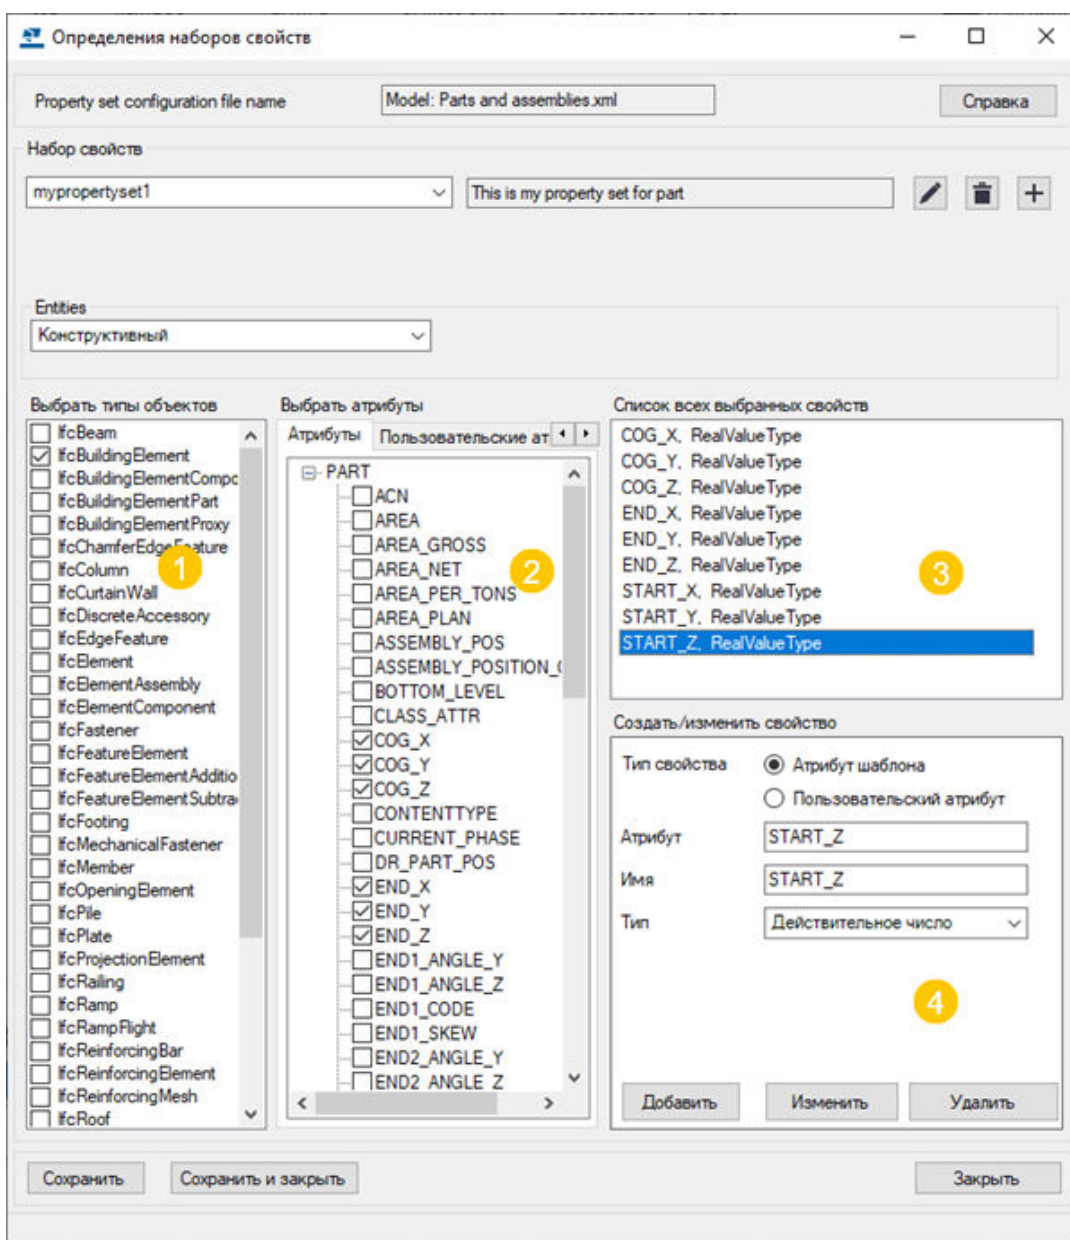 Определения наборов свойств
Property set configuration file name
Model: Parts and assemblies.xml
Справка
Набор свойств
mypropertyset1
This is my property set for part
Entities
Конструктивный
Выбрать типы объектов
IfcBeam
IfcBuildingElement
IfcBuildingElementCompo
IfcBuildingElementPart
IfcBuildingElementProxy
IfcChamferEdgeFeature
IfcColumn
IfcCurtainWall
IfcDiscreteAccessory
IfcEdgeFeature
IfcElement
IfcElementAssembly
IfcElementComponent
IfcFastener
IfcFeatureElement
IfcFeatureElementAdditio
IfcFeatureElementSubtra
IfcFooting
IfcMechanicalFastener
IfcMember
IfcOpeningElement
IfcPile
IfcPlate
IfcProjectionElement
IfcRailing
IfcRamp
IfcRampFlight
IfcReinforcingBar
IfcReinforcingElement
IfcReinforcingMesh
IfcRoof
1
Выбрать атрибуты
Атрибуты
Пользовательские ат
PART
ACN
AREA
AREA_GROSS
AREA_NET
AREA_PER_TONS
AREA_PLAN
ASSEMBLY_POS
ASSEMBLY_POSITION_(
BOTTOM_LEVEL
CLASS_ATTR
COG_X
COG_Y
COG_Z
CONTENTTYPE
CURRENT_PHASE
DR_PART_POS
END_X
END_Y
END_Z
END1_ANGLE_Y
END1_ANGLE_Z
END1_CODE
END1_SKEW
END2_ANGLE_Y
END2_ANGLE_Z
2
Список всех выбранных свойств
COG_X, RealValueType
COG_Y, RealValueType
COG_Z, RealValueType
END_X, RealValueType
END_Y, RealValueType
END_Z, RealValueType
START_X, RealValueType
START_Y, RealValueType
START_Z, RealValueType
3
Создать/изменить свойство
Тип свойства
Атрибут шаблона
Пользовательский атрибут
Атрибут
START_Z
Имя
START_Z
Тип
Действительное число
4
Добавить
Изменить
Удалить
Сохранить
Сохранить и закрыть
Закрыть